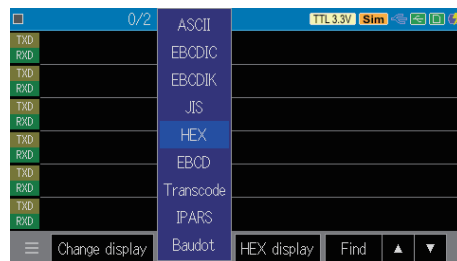 0/2
TTL 3.3V
Sim
ASCII
EBCDIC
EBCDIK
JIS
HEX
EBCD
Transcode
IPARS
Baudot
TXD
RXD
TXD
RXD
TXD
RXD
TXD
RXD
TXD
RXD
TXD
RXD
Change display
HEX display
Find
▲
▼